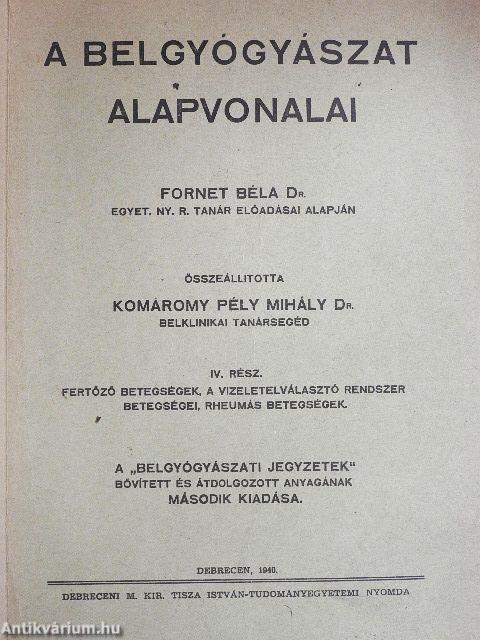 A BELGYÓGYÁSZAT
ALAPVONALAI
FORNET BÉLA DR.
EGYET. NY. R. TANÁR ELŐADÁSAI ALAPJÁN
ÖSSZEÁLLITOTTA
KOMÁROMY PÉLY MIHÁLY DR.
BELKLINIKAI TANÁRSEGÉD
IV. RÉSZ.
FERTŐZŐ BETEGSÉGEK, A VIZELETELVÁLASZTÓ RENDSZER
BETEGSÉGEI, RHEUMÁS BETEGSÉGEK.
A „BELGYÓGYÁSZATI JEGYZETEK"
BŐVÍTETT ÉS ÁTDOLGOZOTT ANYAGÁNAK
MÁSODIK KIADÁSA.
DEBRECEN, 1940.
DEBRECENI M. KIR. TISZA ISTVÁN-TUDOMÁNYEGYETEMI NYOMDA
Antikvárium.hu